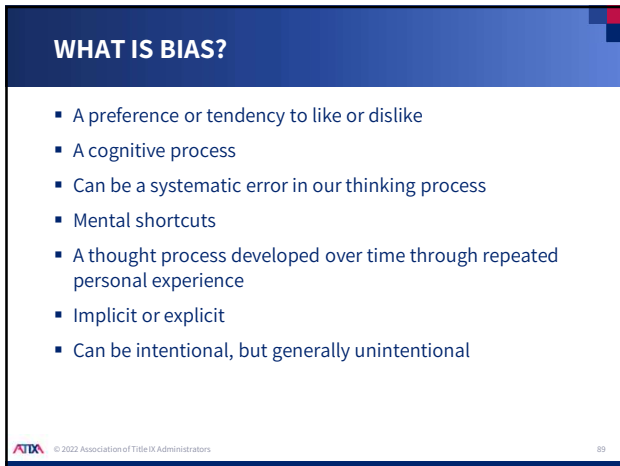 WHAT IS BIAS?
▪ A preference or tendency to like or dislike
▪ A cognitive process
▪ Can be a systematic error in our thinking process
▪ Mental shortcuts
▪ A thought process developed over time through repeated
personal experience
▪ Implicit or explicit
▪ Can be intentional, but generally unintentional
ATIXA © 2022 Association of Title IX Administrators 89